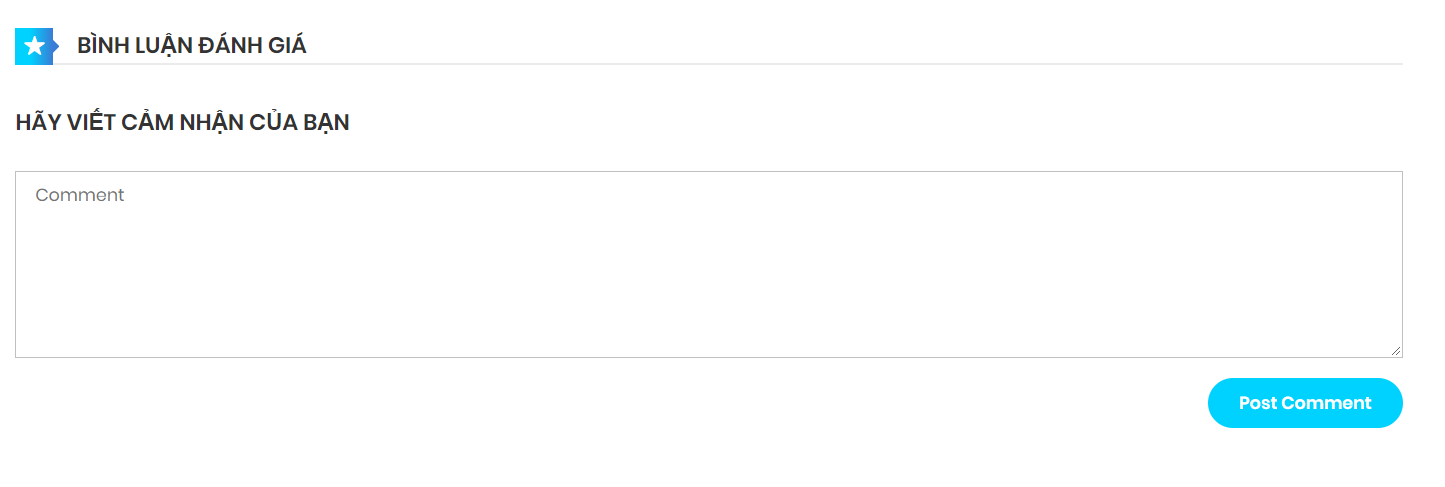 BÌNH LUẬN ĐÁNH GIÁ
HÃY VIẾT CẢM NHẬN CỦA BẠN
Comment
Post Comment